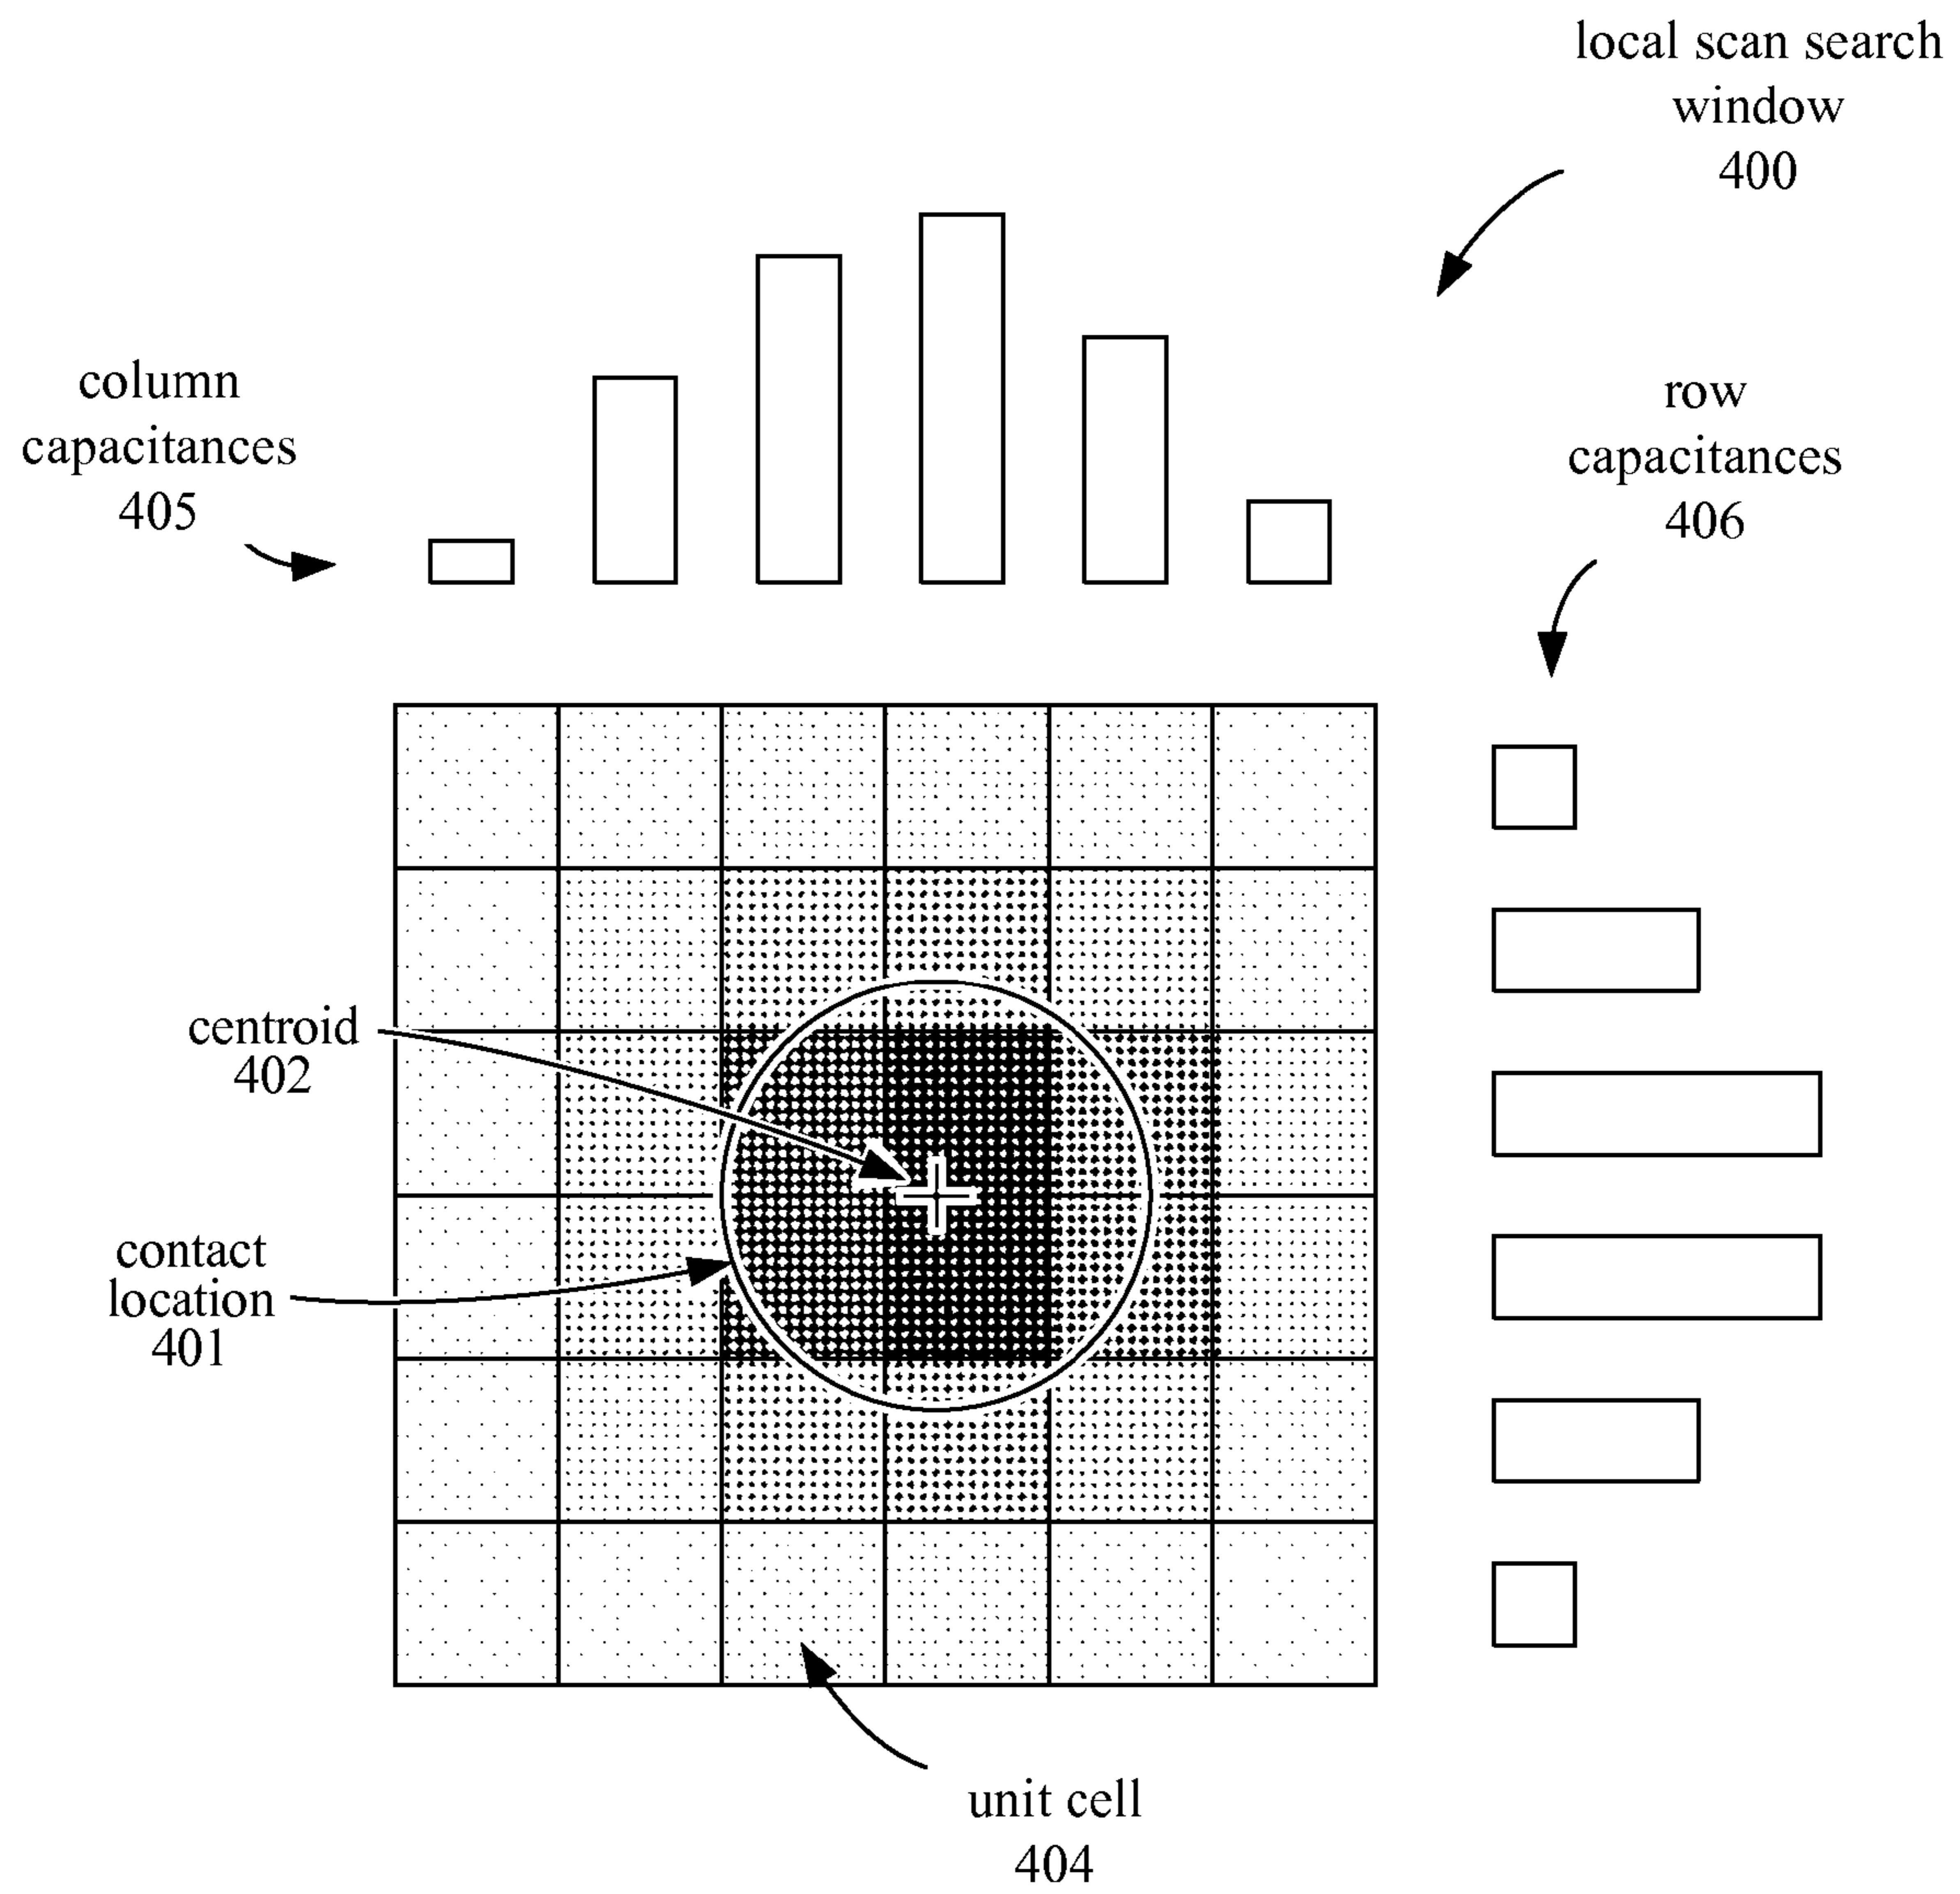 local scan search
window
400
column
capacitances
405
row
capacitances
406
centroid
402
contact
location
401
unit cell
404